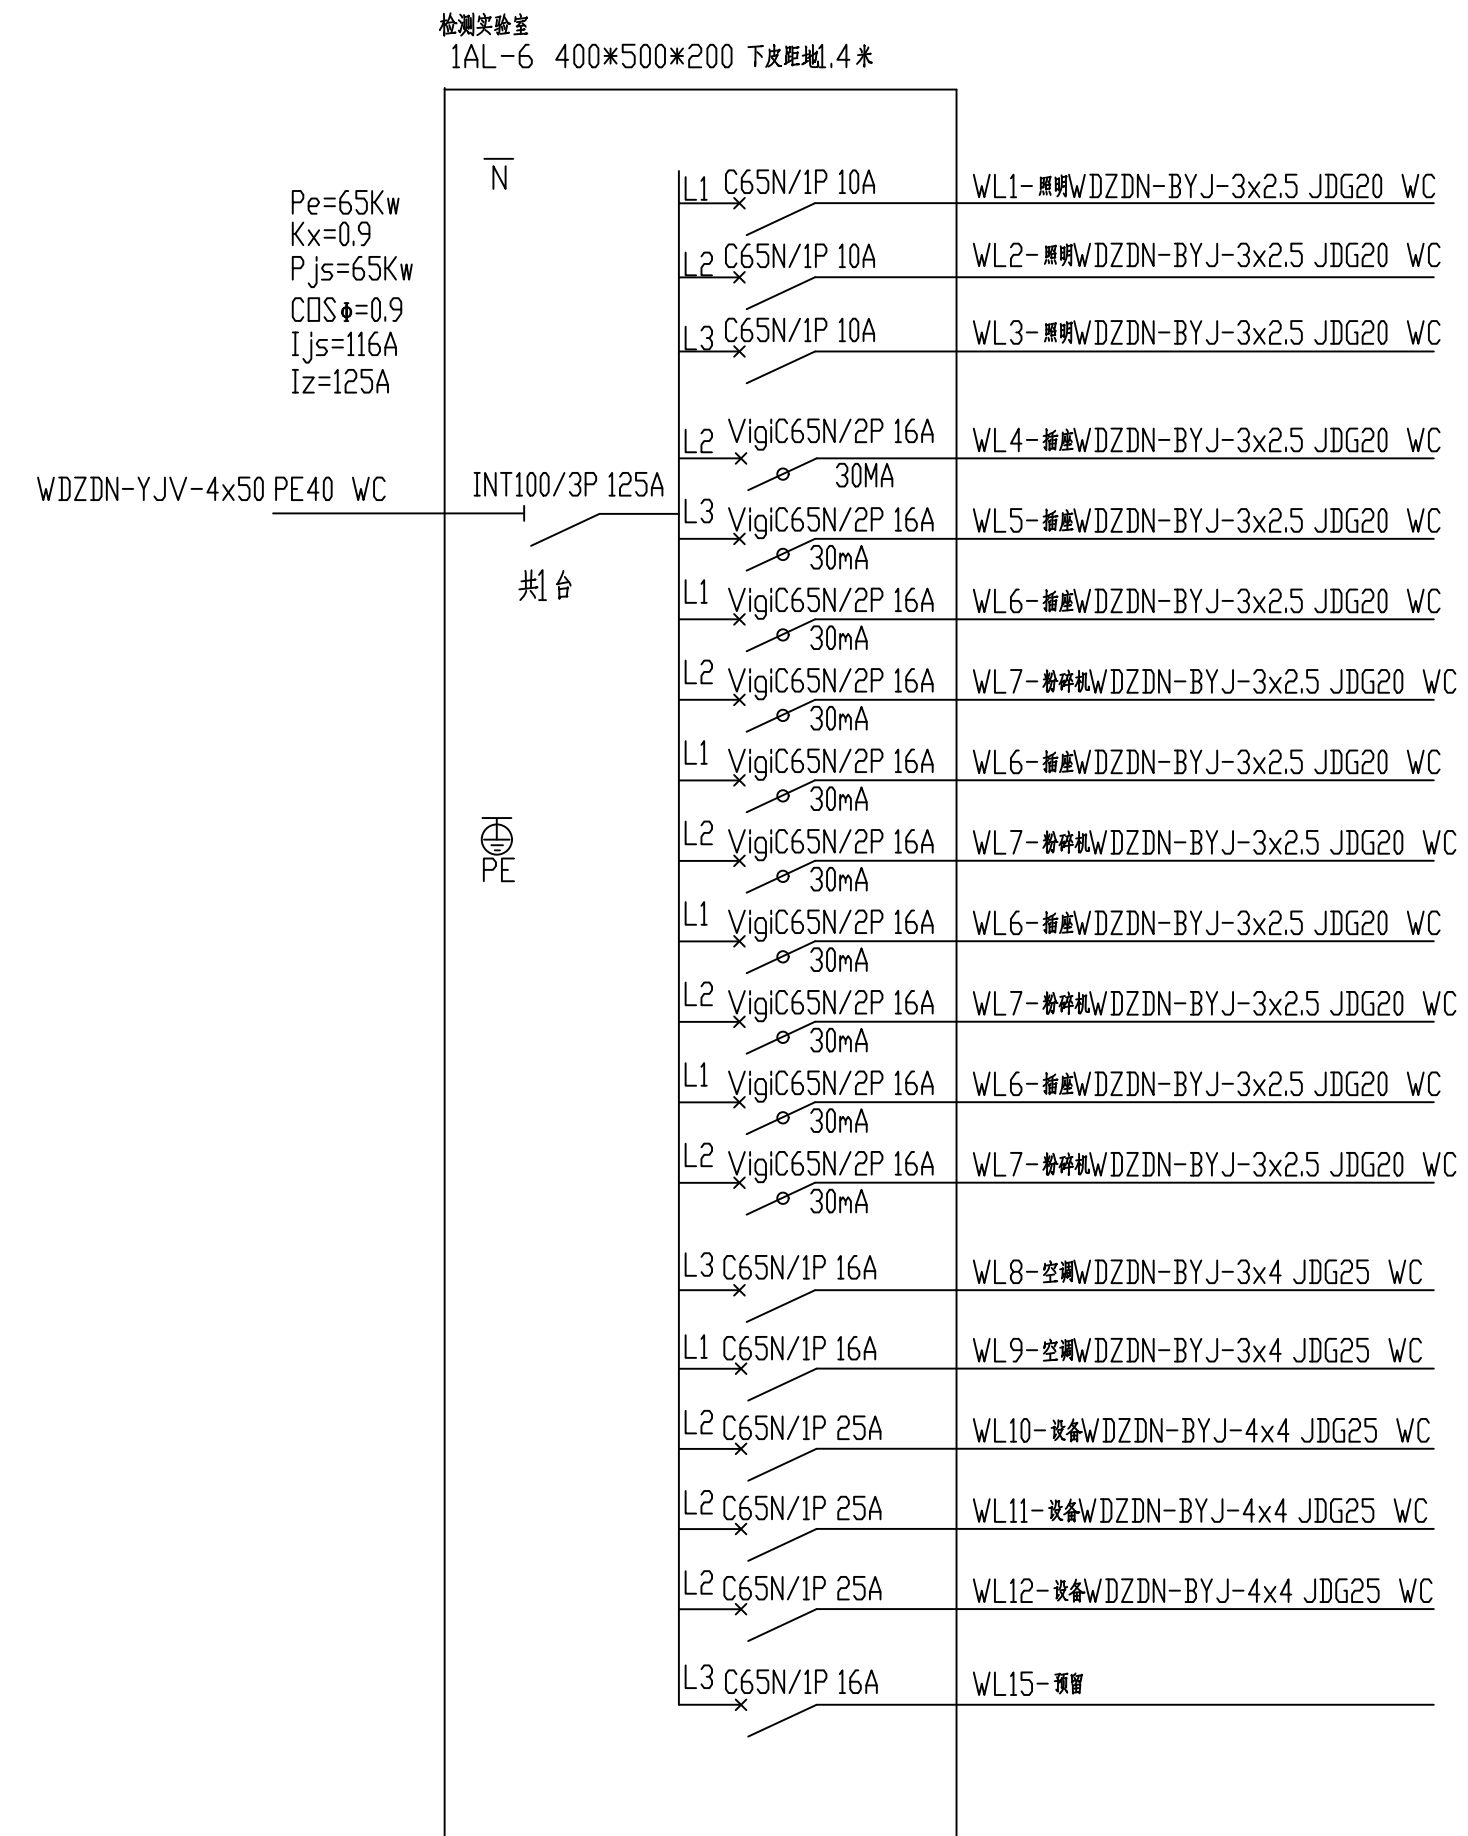 检测实验室
1AL-6 400*500*200 下皮距地1.4米
N
Pe=65Kw
Kx=0.9
Pjs=65Kw
COSΦ=0.9
Ijs=116A
Iz=125A
WDZDN-YJV-4x50 PE40 WC
INT100/3P 125A
共1台
PE
L1 C65N/1P 10A WL1-照明WDZDN-BYJ-3x2.5 JDG20 WC
L2 C65N/1P 10A WL2-照明WDZDN-BYJ-3x2.5 JDG20 WC
L3 C65N/1P 10A WL3-照明WDZDN-BYJ-3x2.5 JDG20 WC
L2 VigiC65N/2P 16A WL4-插座WDZDN-BYJ-3x2.5 JDG20 WC
30MA
L3 VigiC65N/2P 16A WL5-插座WDZDN-BYJ-3x2.5 JDG20 WC
30mA
L1 VigiC65N/2P 16A WL6-插座WDZDN-BYJ-3x2.5 JDG20 WC
30mA
L2 VigiC65N/2P 16A WL7-粉碎机WDZDN-BYJ-3x2.5 JDG20 WC
30mA
L1 VigiC65N/2P 16A WL6-插座WDZDN-BYJ-3x2.5 JDG20 WC
30mA
L2 VigiC65N/2P 16A WL7-粉碎机WDZDN-BYJ-3x2.5 JDG20 WC
30mA
L1 VigiC65N/2P 16A WL6-插座WDZDN-BYJ-3x2.5 JDG20 WC
30mA
L2 VigiC65N/2P 16A WL7-粉碎机WDZDN-BYJ-3x2.5 JDG20 WC
30mA
L1 VigiC65N/2P 16A WL6-插座WDZDN-BYJ-3x2.5 JDG20 WC
30mA
L2 VigiC65N/2P 16A WL7-粉碎机WDZDN-BYJ-3x2.5 JDG20 WC
30mA
L3 C65N/1P 16A WL8-空调WDZDN-BYJ-3x4 JDG25 WC
L1 C65N/1P 16A WL9-空调WDZDN-BYJ-3x4 JDG25 WC
L2 C65N/1P 25A WL10-设备WDZDN-BYJ-4x4 JDG25 WC
L2 C65N/1P 25A WL11-设备WDZDN-BYJ-4x4 JDG25 WC
L2 C65N/1P 25A WL12-设备WDZDN-BYJ-4x4 JDG25 WC
L3 C65N/1P 16A WL15-预留